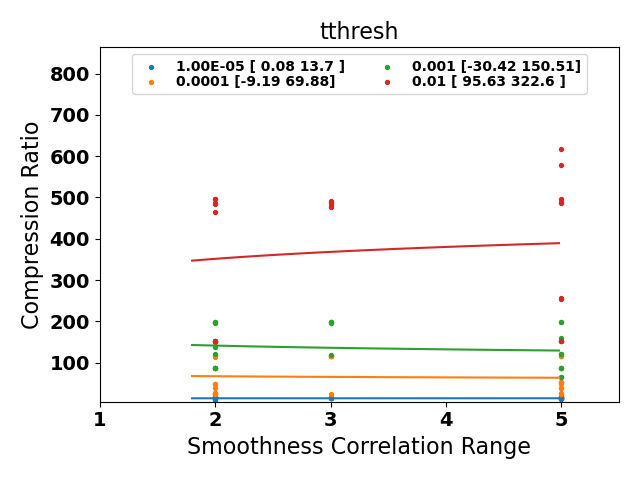 tthresh
1.00E-05 [ 0.08 13.7 ]
0.0001 [-9.19 69.88]
0.001 [-30.42 150.51]
0.01 [ 95.63 322.6 ]
Compression Ratio
800
700
600
500
400
300
200
100
1 2 3 4 5
Smoothness Correlation Range